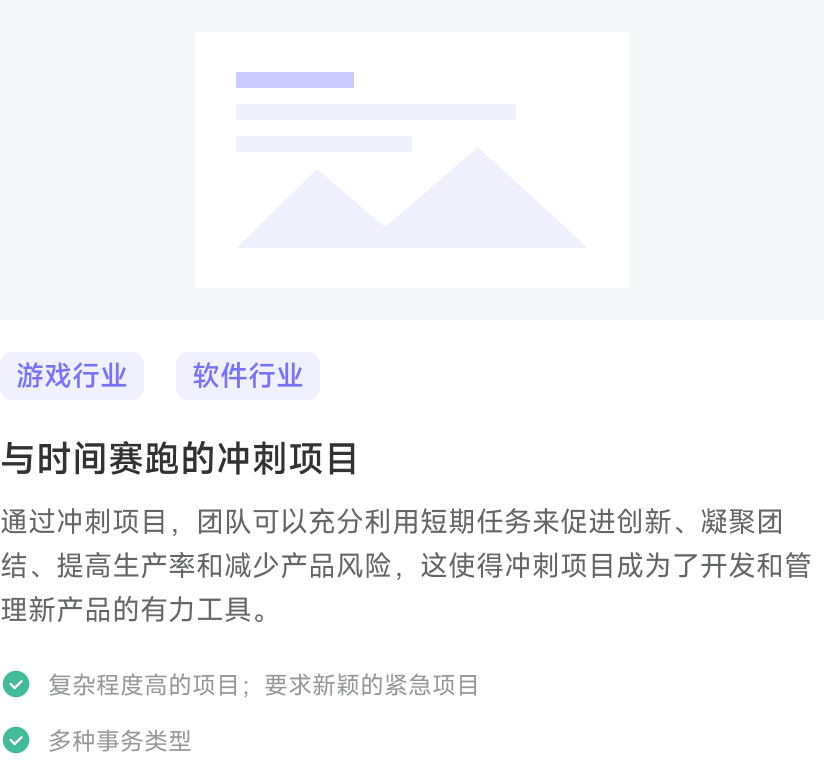 游戏行业 软件行业
与时间赛跑的冲刺项目
通过冲刺项目，团队可以充分利用短期任务来促进创新、凝聚团
结、提高生产率和减少产品风险，这使得冲刺项目成为了开发和管
理新产品的有力工具。
复杂程度高的项目；要求新颖的紧急项目
多种事务类型